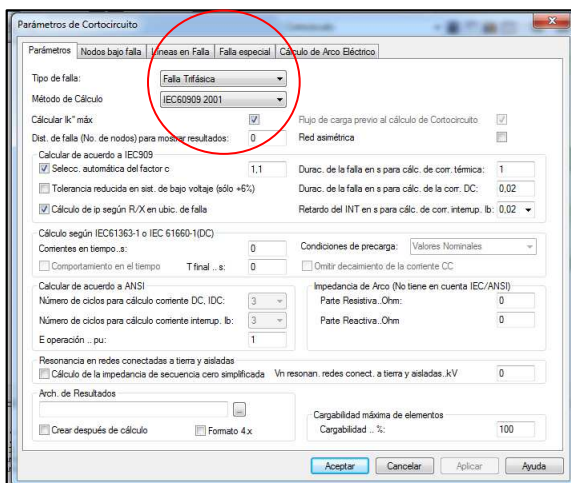 Parámetros de Cortocircuito
Parámetros Nodos bajo falla Líneas en Falla Falla especial Cálculo de Arco Eléctrico
Tipo de falla: Falla Trifásica
Método de Cálculo IEC60909 2001
Cálcular Ik" máx Flujo de carga previo al cálculo de Cortocircuito
Dist. de falla (No. de nodos) para mostrar resultados: 0 Red asimétrica
Calcular de acuerdo a IEC909
Selecc. automática del factor c 1,1 Durac. de la falla en s para cálc. de corr. térmica: 1
Tolerancia reducida en sist. de bajo voltaje (sólo +6%) Durac. de la falla en s para cálc. de la corr. DC: 0,02
Cálculo de ip según R/X en ubic. de falla Retardo del INT en s para cálc. de corr. interrup. Ib: 0,02
Cálculo según IEC61363-1 o IEC 61660-1(DC)
Corrientes en tiempo..s: 0 Condiciones de precarga: Valores Nominales
Comportamiento en el tiempo T final .. s: 0 Omitir decaimiento de la corriente CC
Calcular de acuerdo a ANSI Impedancia de Arco (No tiene en cuenta IEC/ANSI)
Número de ciclos para cálculo corriente DC, IDC: 3 Parte Resistiva..Ohm: 0
Número de ciclos para cálculo corriente interrup. Ib: 3 Parte Reactiva..Ohm 0
E operación .. pu: 1
Resonancia en redes conectadas a tierra y aisladas
Cálculo de la impedancia de secuencia cero simplificada Vn resonan. redes conect. a tierra y aisladas..kV 0
Arch. de Resultados
... Cargabilidad máxima de elementos
Crear después de cálculo Formato 4.x Cargabilidad .. %: 100
Aceptar Cancelar Aplicar Ayuda